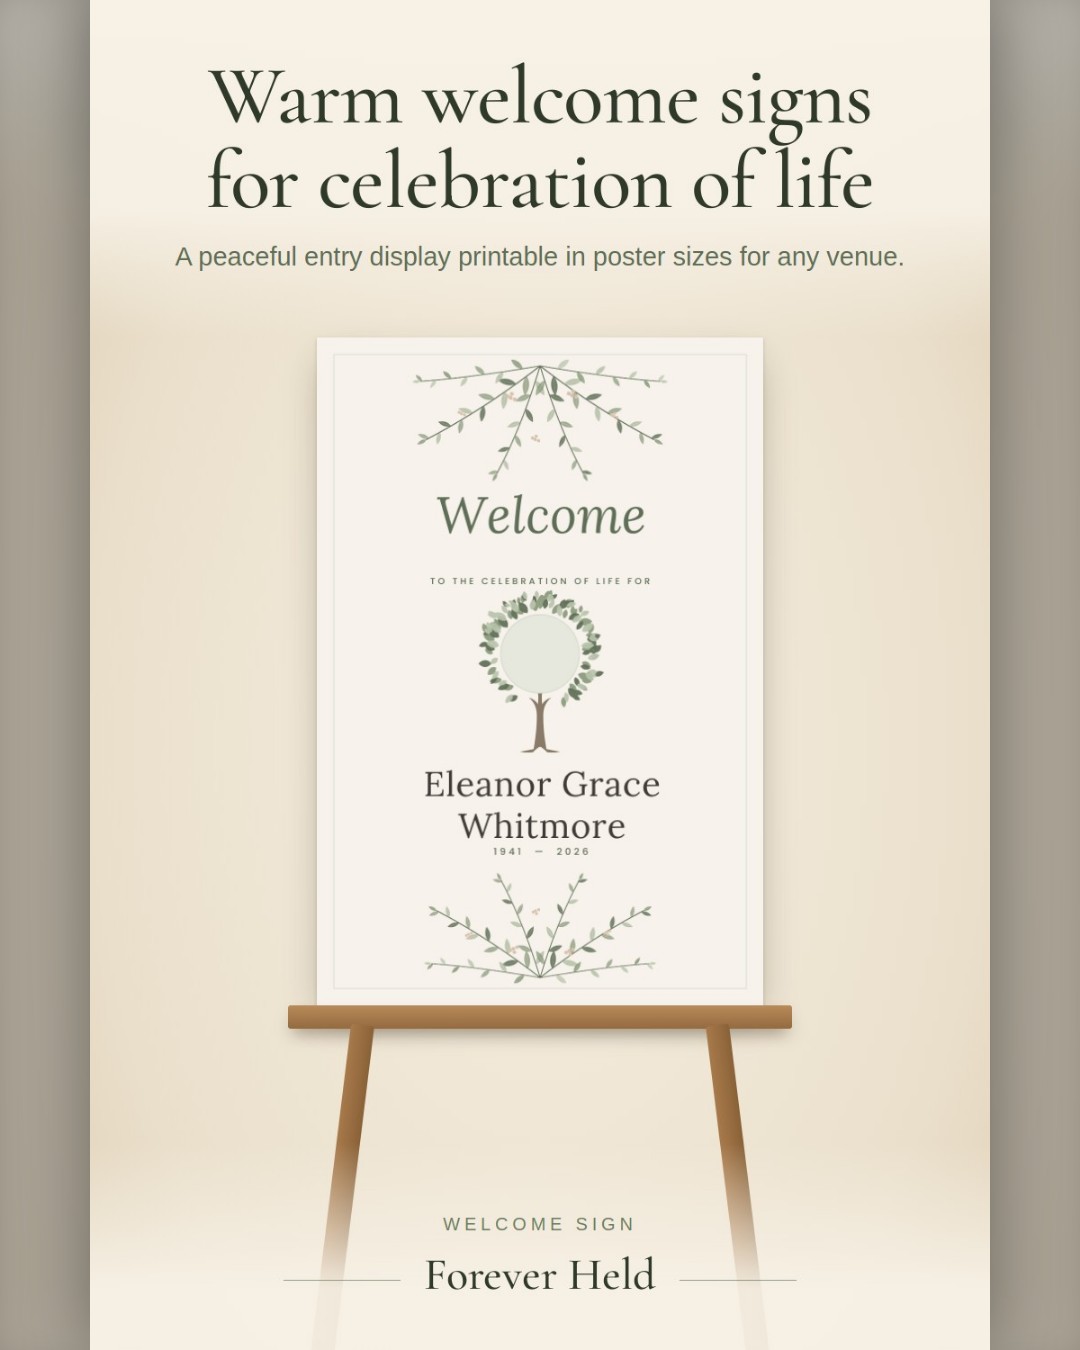 Warm welcome signs
for celebration of life
A peaceful entry display printable in poster sizes for any venue.
Welcome
TO THE CELEBRATION OF LIFE FOR
Eleanor Grace
Whitmore
1941 — 2026
WELCOME SIGN
Forever Held